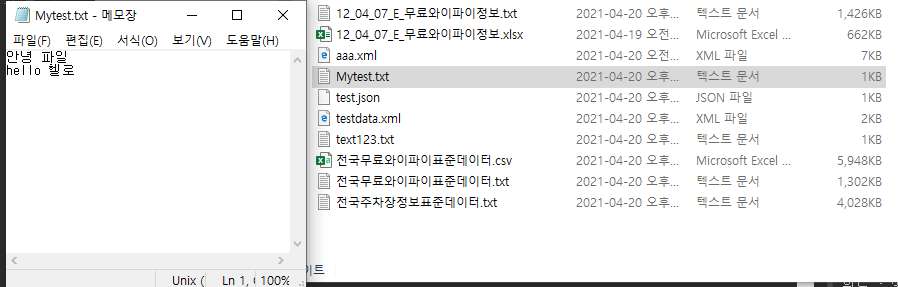 Mytest.txt - 메모장
파일(F) 편집(E) 서식(O) 보기(V) 도움말(H)
안녕 파일
hello 헬로
Unix ( Ln 1, 100%
12_04_07_E_무료와이파이정보.txt 2021-04-20 오후... 텍스트 문서 1,426KB
12_04_07_E_무료와이파이정보.xlsx 2021-04-19 오전... Microsoft Excel ... 662KB
aaa.xml 2021-04-20 오전... XML 파일 7KB
Mytest.txt 2021-04-20 오후... 텍스트 문서 1KB
test.json 2021-04-20 오후... JSON 파일 1KB
testdata.xml 2021-04-20 오후... XML 파일 2KB
text123.txt 2021-04-20 오후... 텍스트 문서 1KB
전국무료와이파이표준데이터.csv 2021-04-20 오후... Microsoft Excel ... 5,948KB
전국무료와이파이표준데이터.txt 2021-04-20 오후... 텍스트 문서 1,302KB
전국주차장정보표준데이터.txt 2021-04-20 오후... 텍스트 문서 4,028KB
이트